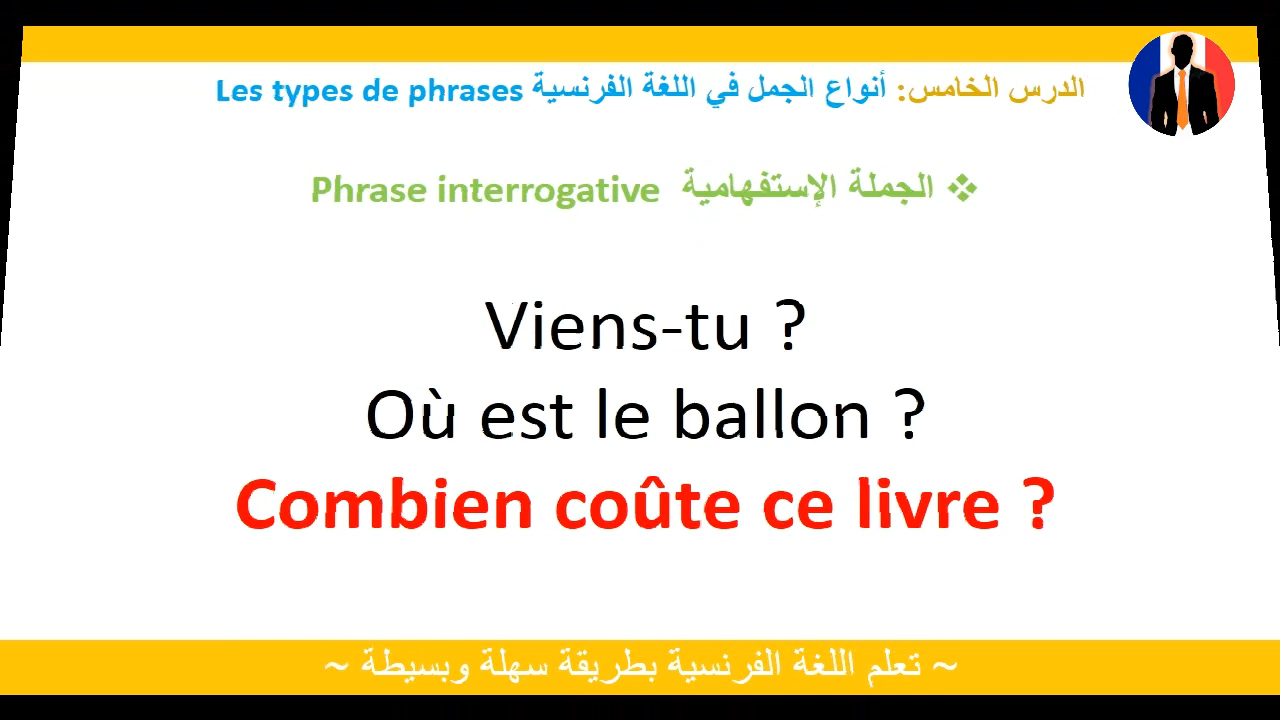 الدرس الخامس: أنواع الجمل في اللغة الفرنسية Les types de phrases
❖ الجملة الإستفهامية Phrase interrogative
Viens-tu ?
Où est le ballon ?
Combien coûte ce livre ?
~ تعلم اللغة الفرنسية بطريقة سهلة وبسيطة ~